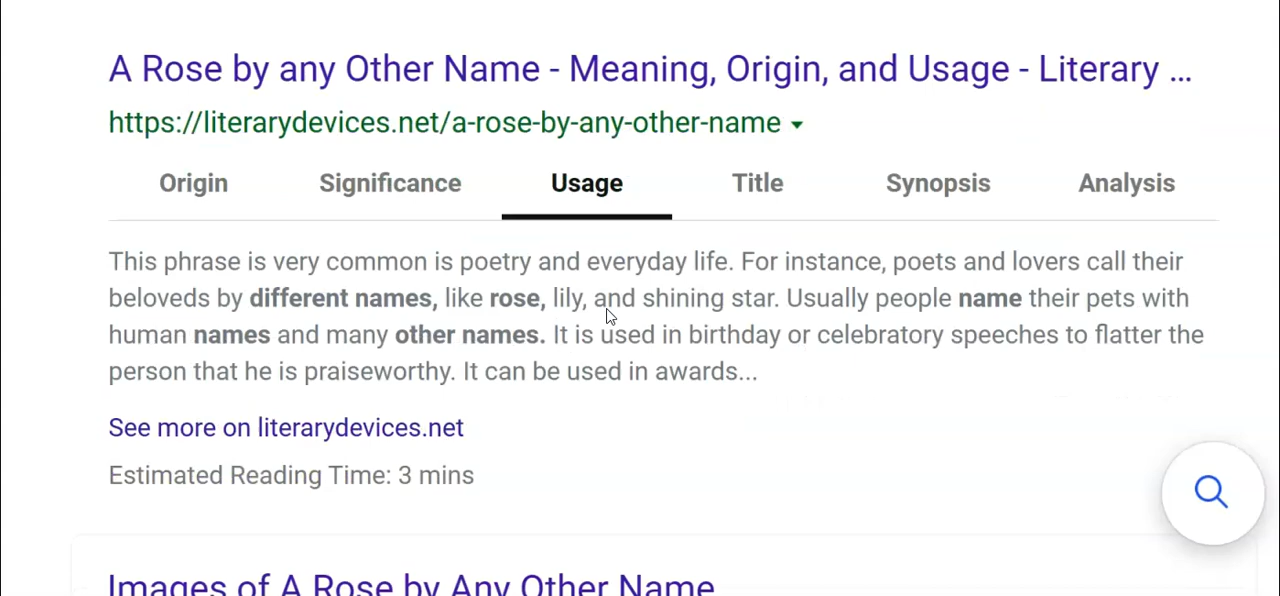 A Rose by any Other Name - Meaning, Origin, and Usage - Literary ...
https://literarydevices.net/a-rose-by-any-other-name
Origin Significance Usage Title Synopsis Analysis
This phrase is very common is poetry and everyday life. For instance, poets and lovers call their
beloveds by different names, like rose, lily, and shining star. Usually people name their pets with
human names and many other names. It is used in birthday or celebratory speeches to flatter the
person that he is praiseworthy. It can be used in awards...
See more on literarydevices.net
Estimated Reading Time: 3 mins
Images of A Rose by Any Other Name